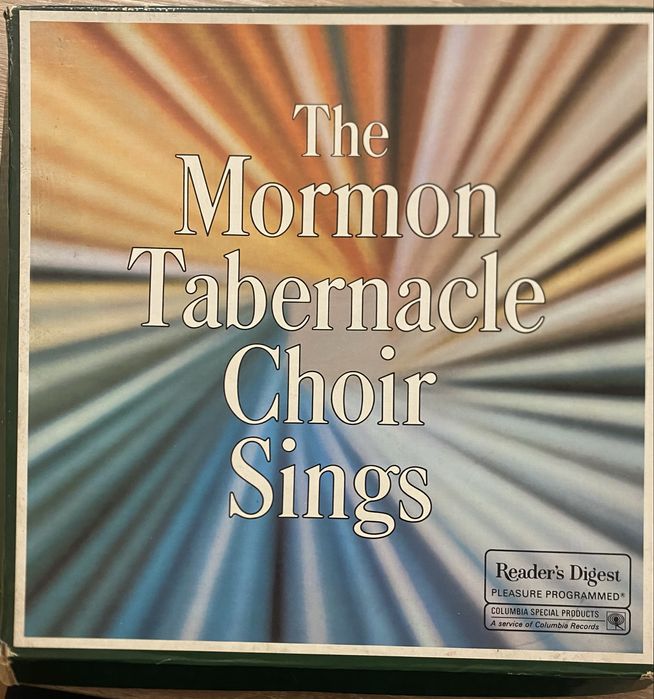 The
Mormon
Tabernacle
Choir
Sings
Reader's Digest
PLEASURE PROGRAMMED®
COLUMBIA SPECIAL PRODUCTS
A service of Columbia Records